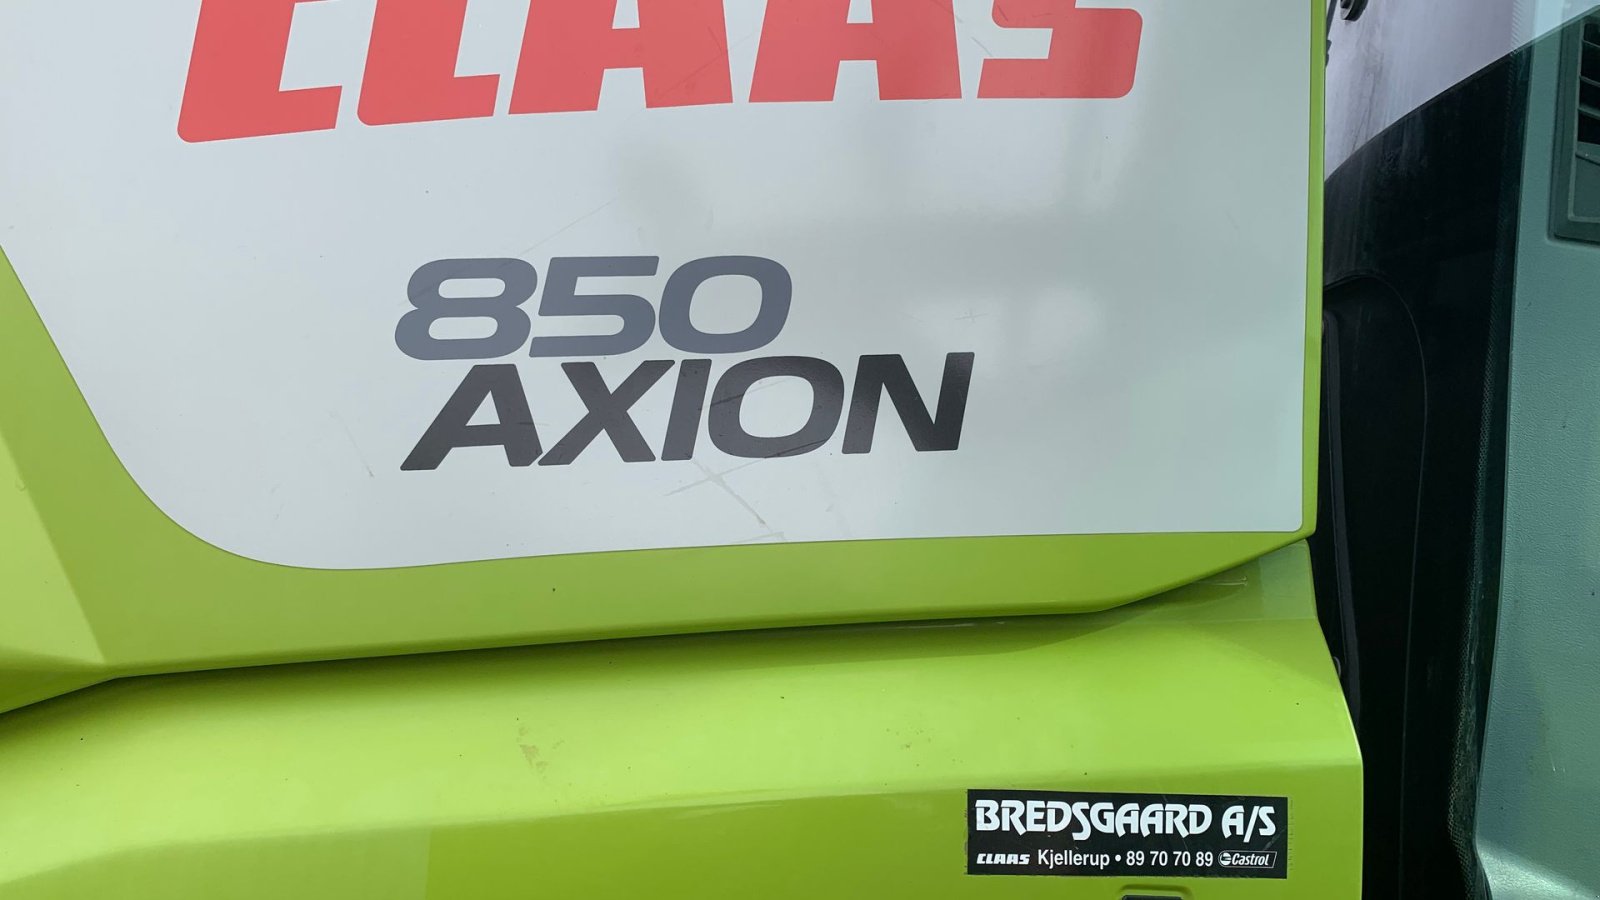 CLAAS
850
AXION
BREDSGAARD A/S
CLAAS Kjellerup • 89 70 70 89 Castrol